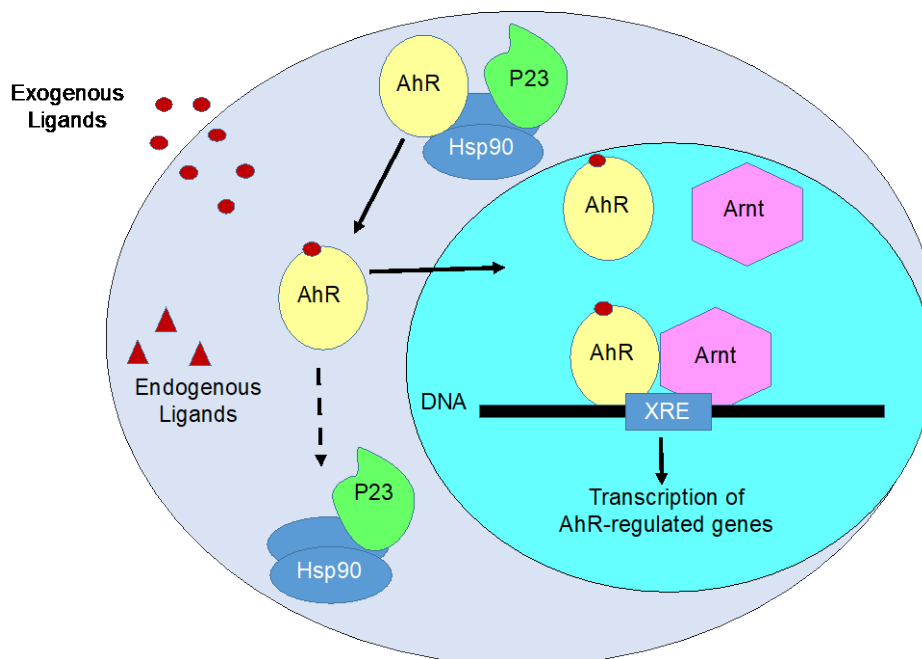 Exogenous
Ligands
AhR
P23
Hsp90
AhR
Arnt
AhR
AhR
Arnt
Endogenous
Ligands
DNA
XRE
P23
Hsp90
Transcription of
AhR-regulated genes